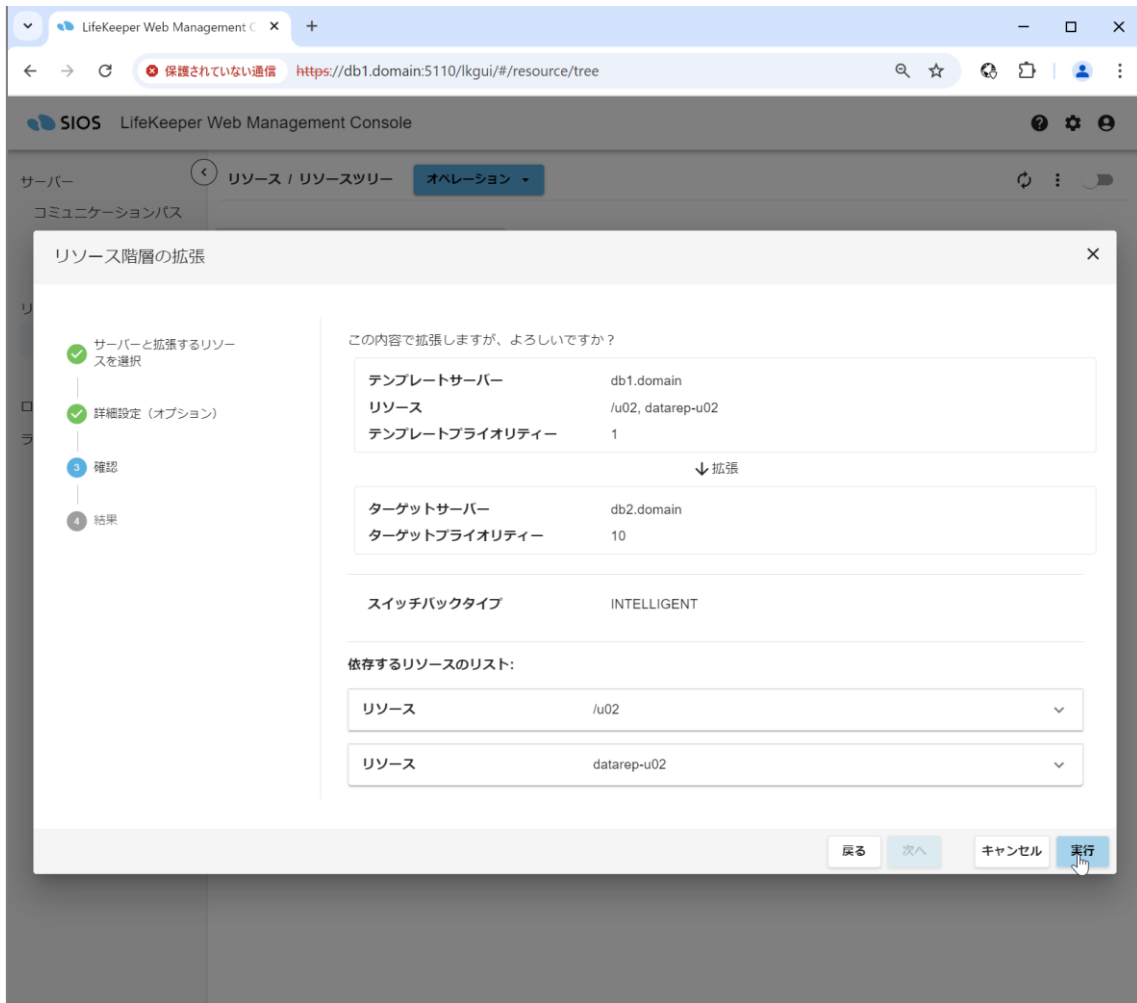 LifeKeeper Web Management C
保護されていない通信 https://db1.domain:5110/lkgui/#/resource/tree
SIOS LifeKeeper Web Management Console
サーバー
リソース / リソースツリー オペレーション
コミュニケーションパス
リソース階層の拡張
リ
ロ
ラ
サーバーと拡張するリソー
スを選択
詳細設定（オプション）
3 確認
4 結果
この内容で拡張しますが、よろしいですか？
テンプレートサーバー db1.domain
リソース /u02, datarep-u02
テンプレートプライオリティー 1
↓拡張
ターゲットサーバー db2.domain
ターゲットプライオリティー 10
スイッチバックタイプ INTELLIGENT
依存するリソースのリスト:
リソース /u02
リソース datarep-u02
戻る 次へ キャンセル 実行